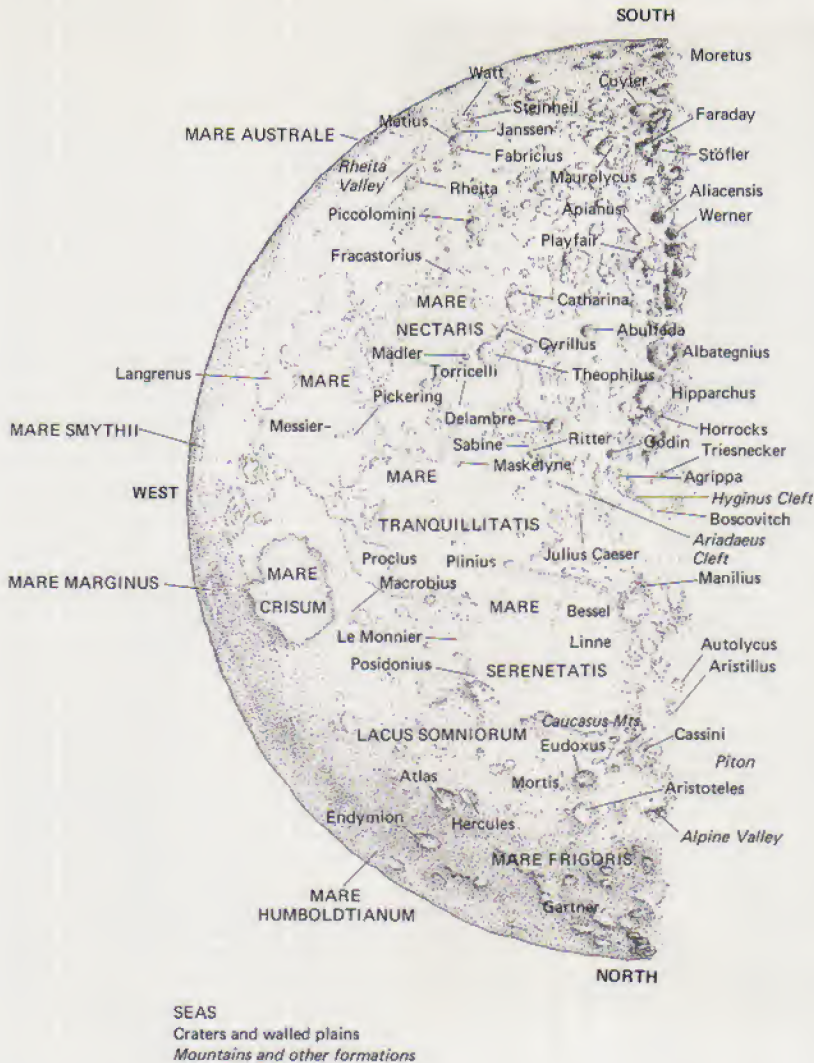 SOUTH
Moretus
Watt
Cuyler
Steinheil
Faraday
Metius
Janssen
MARE AUSTRALE
Fabricius
Stöfler
Rheita
Valley
Maurolycus
Rheita
Aliacensis
Piccolomini
Apianus
Werner
Playfair
Fracastorius
MARE
NECTARIS
Catharina
Abulfeda
Cyrillus
Mädler
Albategnius
Langrenus
MARE
Torricelli
Theophilus
Pickering
Hipparchus
Messier
Delambre
Horrocks
MARE SMYTHII
Sabine
Ritter
Godin
Triesnecker
Maskelyne
Agrippa
WEST
MARE
TRANQUILLITATIS
Hyginus Cleft
Boscovitch
Ariadaeus
Cleft
Julius Caeser
Proclus
Plinius
MARE MARGINUS
MARE
CRISUM
Macrobius
Manilius
MARE
SERENETATIS
Bessel
Le Monnier
Linne
Autolycus
Posidonius
Aristillus
LACUS SOMNIORUM
Caucasus Mts
Cassini
Eudoxus
Piton
Atlas
Mortis
Aristoteles
Endymion
Hercules
Alpine Valley
MARE FRIGORIS
MARE
HUMBOLDTIANUM
Gartner
NORTH
SEAS
Craters and walled plains
Mountains and other formations